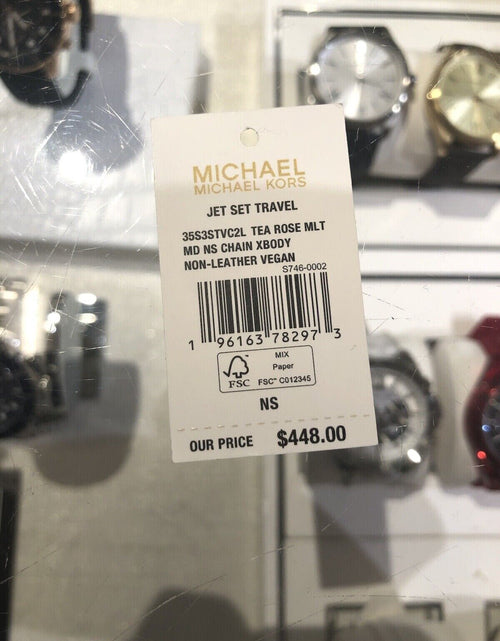 MICHAEL
MICHAEL KORS
JET SET TRAVEL
35S3STVC2L TEA ROSE MLT
MD NS CHAIN XBODY
NON-LEATHER VEGAN
S746-0002
1 96163 78297 3
FSC
MIX
Paper
FSC™ C012345
NS
OUR PRICE $448.00